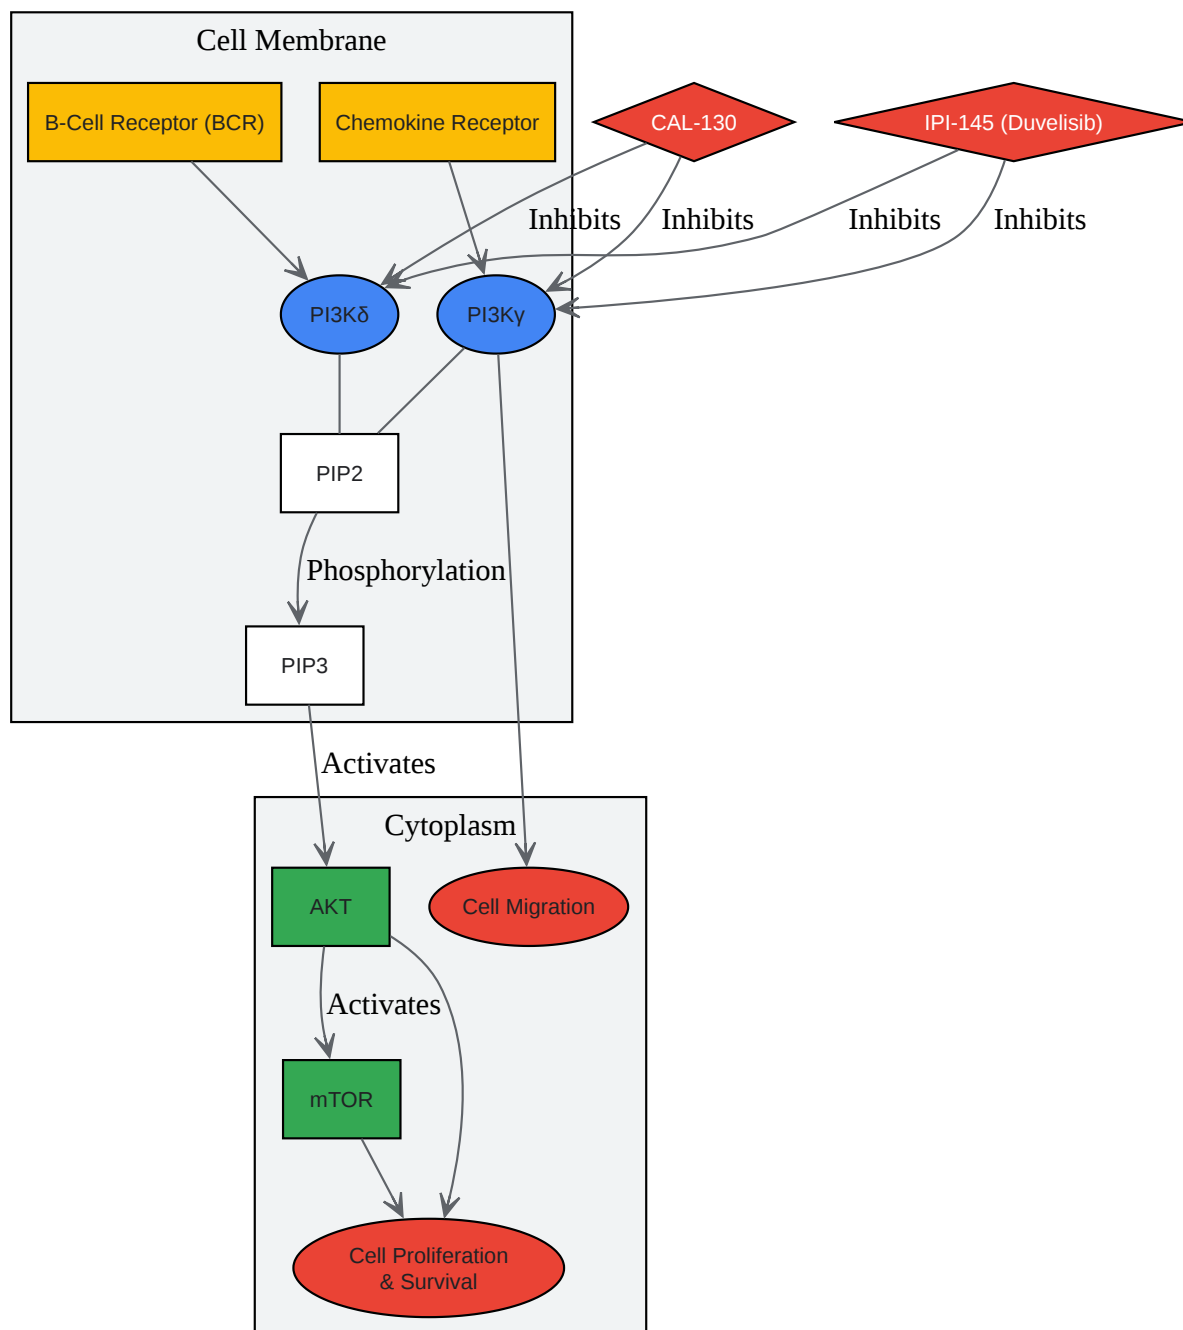 Cell Membrane
B-Cell Receptor (BCR)
Chemokine Receptor
CAL-130
IPI-145 (Duvelisib)
Inhibits
Inhibits
Inhibits
Inhibits
PI3Kδ
PI3Kγ
PIP2
Phosphorylation
PIP3
Activates
Cytoplasm
AKT
Cell Migration
Activates
mTOR
Cell Proliferation
& Survival